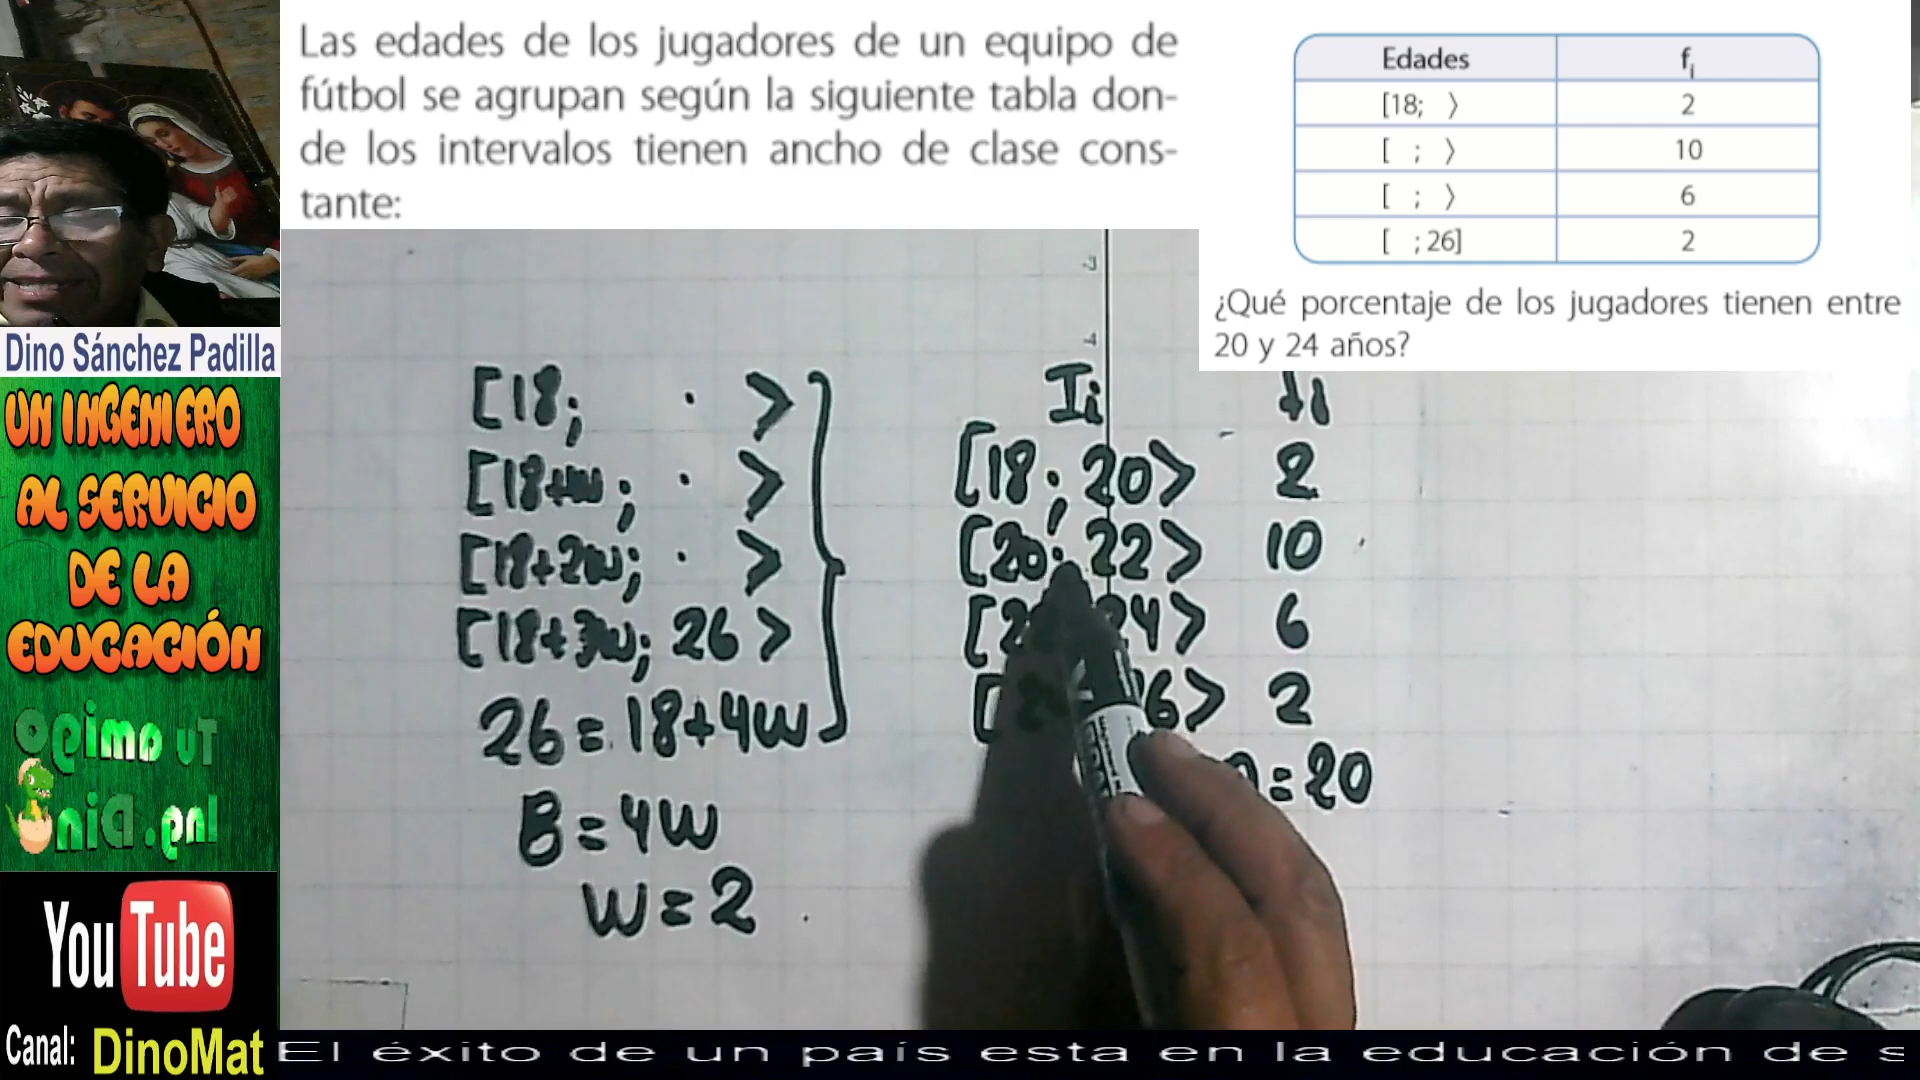 Las edades de los jugadores de un equipo de
fútbol se agrupan según la siguiente tabla don-
de los intervalos tienen ancho de clase cons-
tante:
Edades fi
[18; ⟩ 2
[ ; ⟩ 10
[ ; ⟩ 6
[ ; 26] 2
¿Qué porcentaje de los jugadores tienen entre
20 y 24 años?
Dino Sánchez Padilla
UN INGENIERO
AL SERVICIO
DE LA
EDUCACIÓN
YouTube
Canal: DinoMat
[18; . >
[18+w; . >
[18+2w; . >
[18+3w; 26>
26 = 18+4w
8 = 4w
w = 2
Ii fi
[18; 20> 2
[20; 22> 10
24> 6
2
=20
3
4
El éxito de un país esta en la educación de s